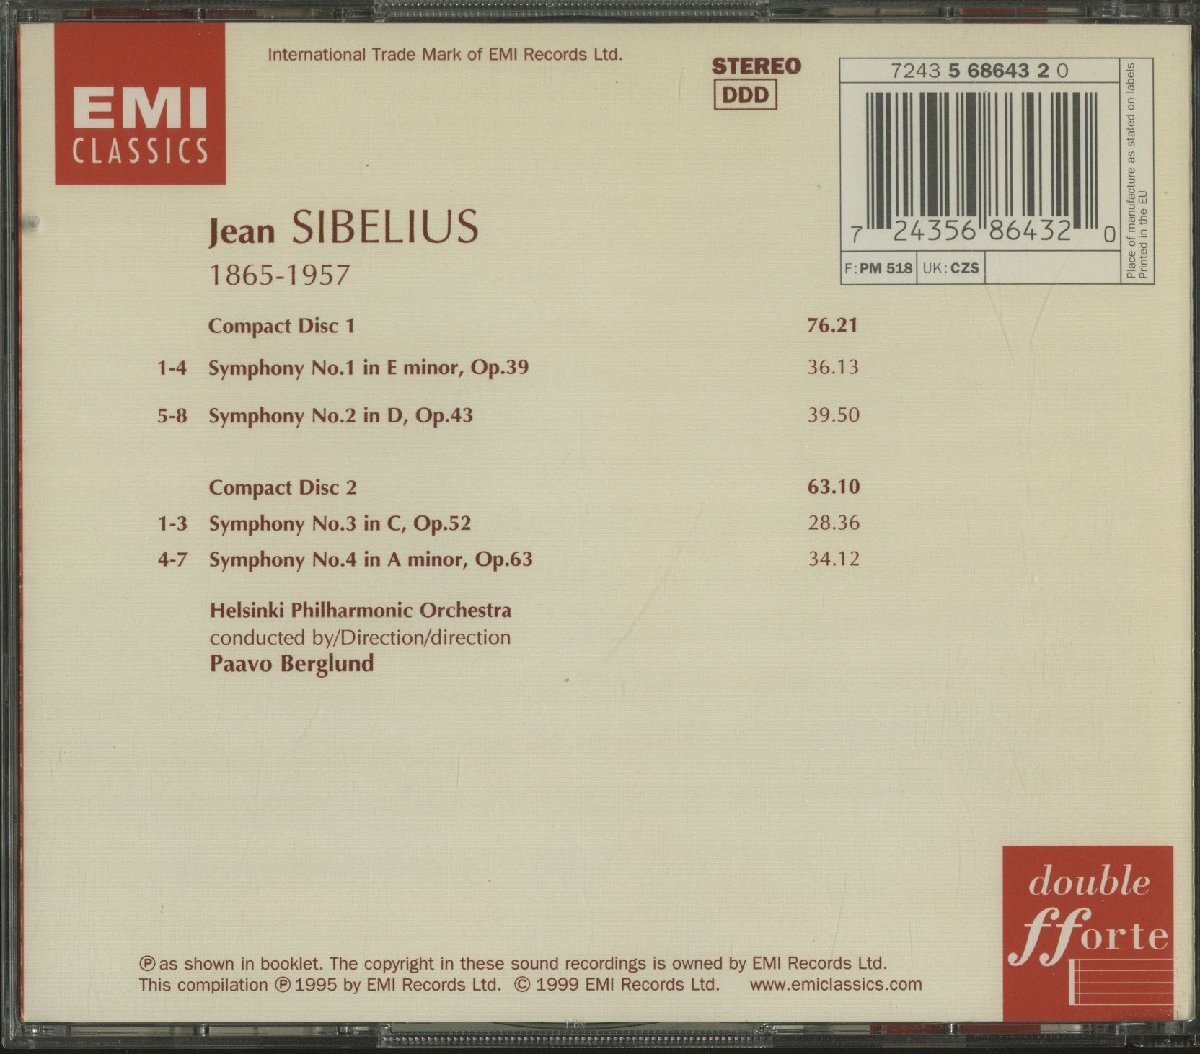 EMI
CLASSICS
International Trade Mark of EMI Records Ltd.
STEREO
DDD
7243 5 68643 2 0
7 24356 86432 0
F: PM 518 UK: CZS
Place of manufacture as stated on labels
Printed in the EU
Jean SIBELIUS
1865-1957
Compact Disc 1 76.21
1-4 Symphony No.1 in E minor, Op.39 36.13
5-8 Symphony No.2 in D, Op.43 39.50
Compact Disc 2 63.10
1-3 Symphony No.3 in C, Op.52 28.36
4-7 Symphony No.4 in A minor, Op.63 34.12
Helsinki Philharmonic Orchestra
conducted by/Direction/direction
Paavo Berglund
double
fforte
℗ as shown in booklet. The copyright in these sound recordings is owned by EMI Records Ltd.
This compilation ℗ 1995 by EMI Records Ltd. © 1999 EMI Records Ltd. www.emiclassics.com